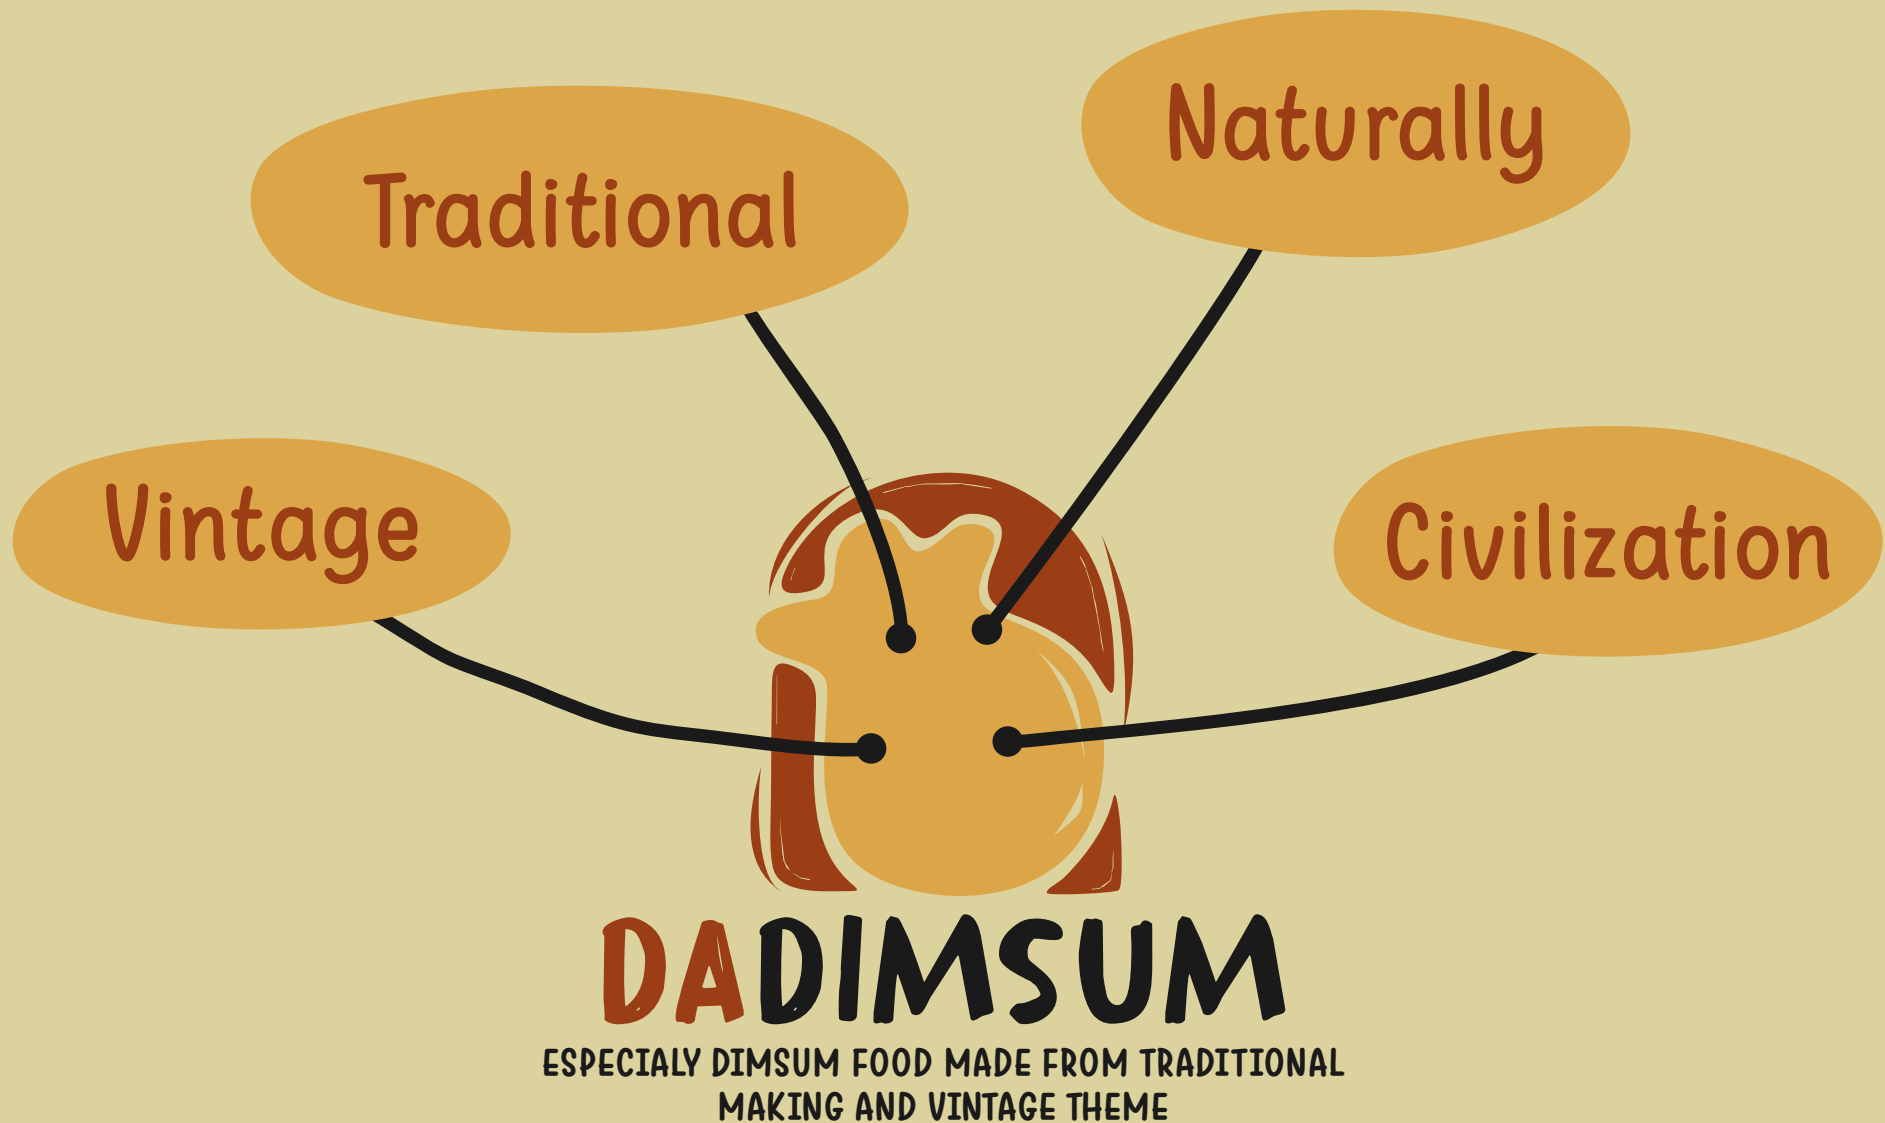 Naturally
Traditional
Vintage
Civilization
DADIMSUM
ESPECIALY DIMSUM FOOD MADE FROM TRADITIONAL
MAKING AND VINTAGE THEME